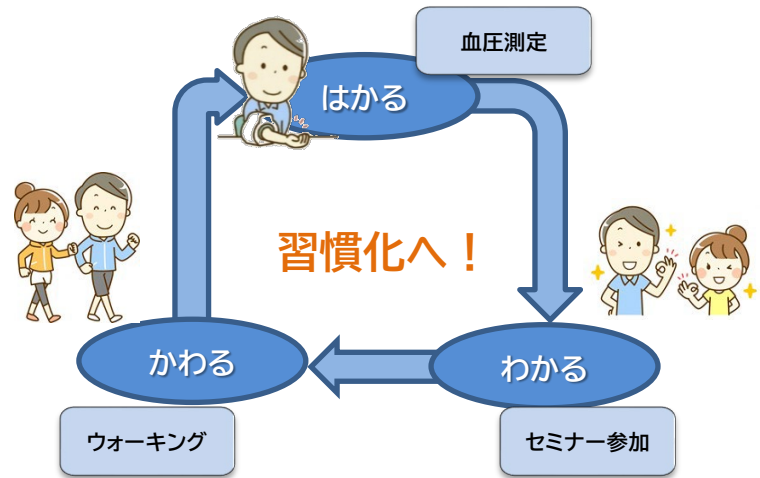 血圧測定
はかる
習慣化へ！
かわる
わかる
ウォーキング
セミナー参加